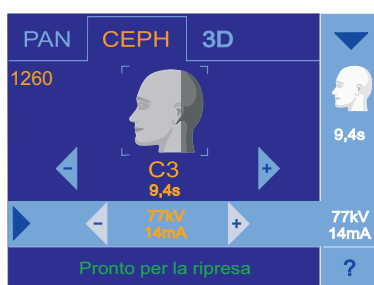 PAN CEPH 3D
1260
9,4s
- C3 +
9,4s
- 77kV + 77kV
14mA 14mA
Pronto per la ripresa ?